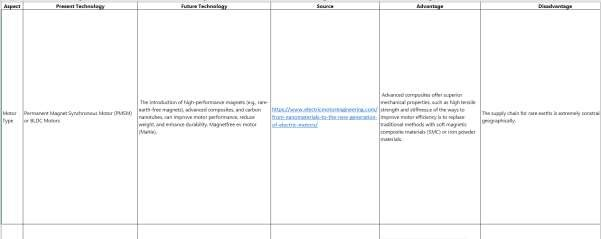 Aspect
Present Technology
Future Technology
Source
Advantage
Disadvantage
Motor
Type
Permanent Magnet Synchronous Motor (PMSM)
or BLDC Motors
The introduction of high-performance magnets (e.g., rare-
earth-free magnets), advanced composites, and carbon
nanotubes, can improve motor performance, reduce
weight, and enhance durability. Magnetfree ev motor
(Mahle).
https://www.electricmotorengineering.com/
from-nanomaterials-to-the-new-generation-
of-electric-motors/
Advanced composites offer superior
mechanical properties, such as high tensile
strength and stiffness.e of the ways to
improve motor efficiency is to replace
traditional methods with soft magnetic
composite materials (SMC) or iron powder
materials.
The supply chain for rare earths is extremely constrai
geographically.